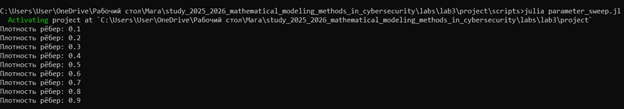 C:\Users\User\OneDrive\Рабочий стол\Mara\study_2025_2026_mathematical_modeling_methods_in_cybersecurity\labs\lab3\project\scripts>julia parameter_sweep.jl
Activating project at `C:\Users\User\OneDrive\Рабочий стол\Mara\study_2025_2026_mathematical_modeling_methods_in_cybersecurity\labs\lab3\project`
Плотность рёбер: 0.1
Плотность рёбер: 0.2
Плотность рёбер: 0.3
Плотность рёбер: 0.4
Плотность рёбер: 0.5
Плотность рёбер: 0.6
Плотность рёбер: 0.7
Плотность рёбер: 0.8
Плотность рёбер: 0.9